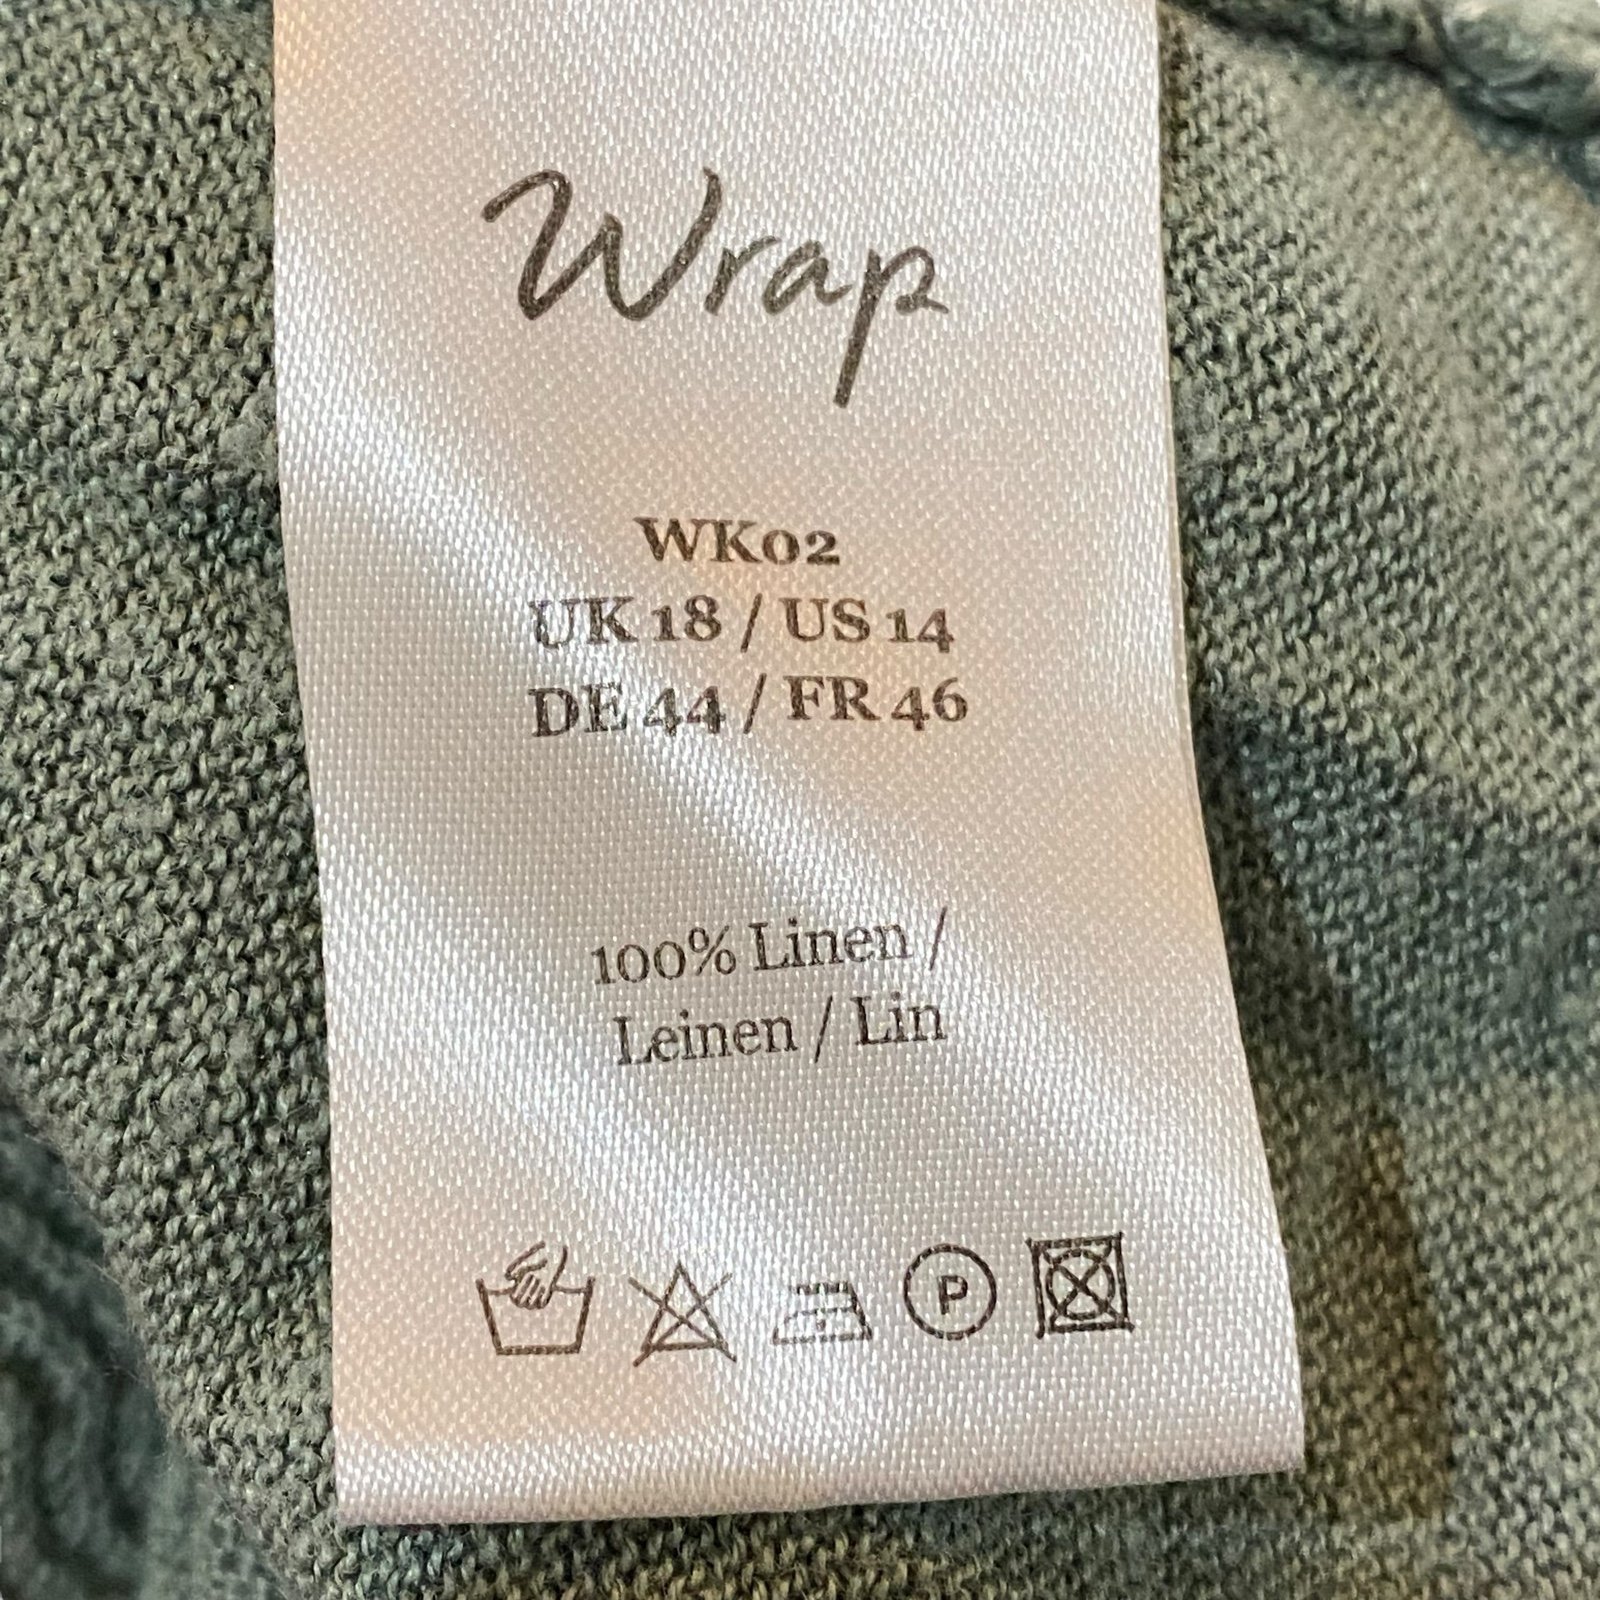 Wrap
WK02
UK 18 / US 14
DE 44 / FR 46
100% Linen /
Leinen / Lin
P